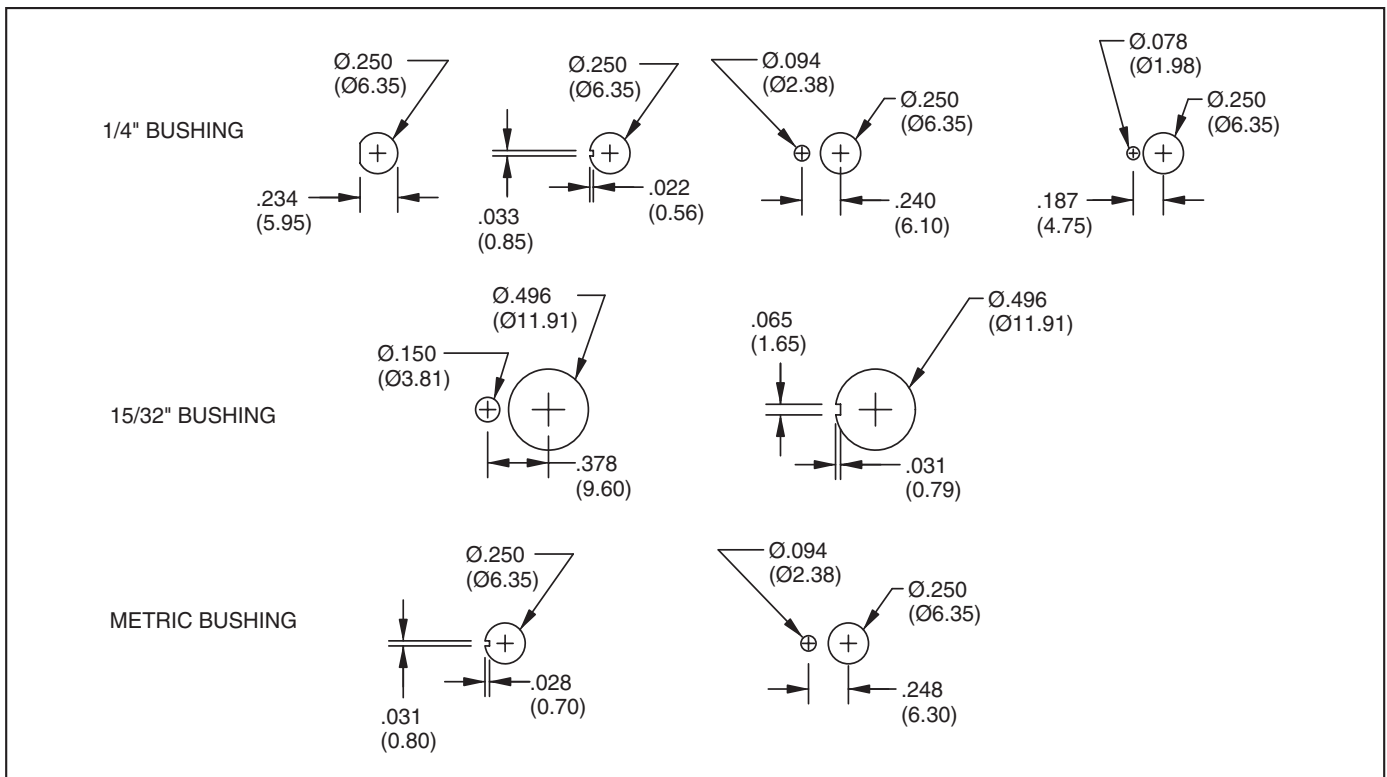 1/4" BUSHING
Ø.250
(Ø6.35)
.234
(5.95)
Ø.250
(Ø6.35)
.033
(0.85)
.022
(0.56)
Ø.094
(Ø2.38)
Ø.250
(Ø6.35)
.240
(6.10)
Ø.078
(Ø1.98)
Ø.250
(Ø6.35)
.187
(4.75)
15/32" BUSHING
Ø.496
(Ø11.91)
Ø.150
(Ø3.81)
.378
(9.60)
.065
(1.65)
Ø.496
(Ø11.91)
.031
(0.79)
METRIC BUSHING
Ø.250
(Ø6.35)
.031
(0.80)
.028
(0.70)
Ø.094
(Ø2.38)
Ø.250
(Ø6.35)
.248
(6.30)